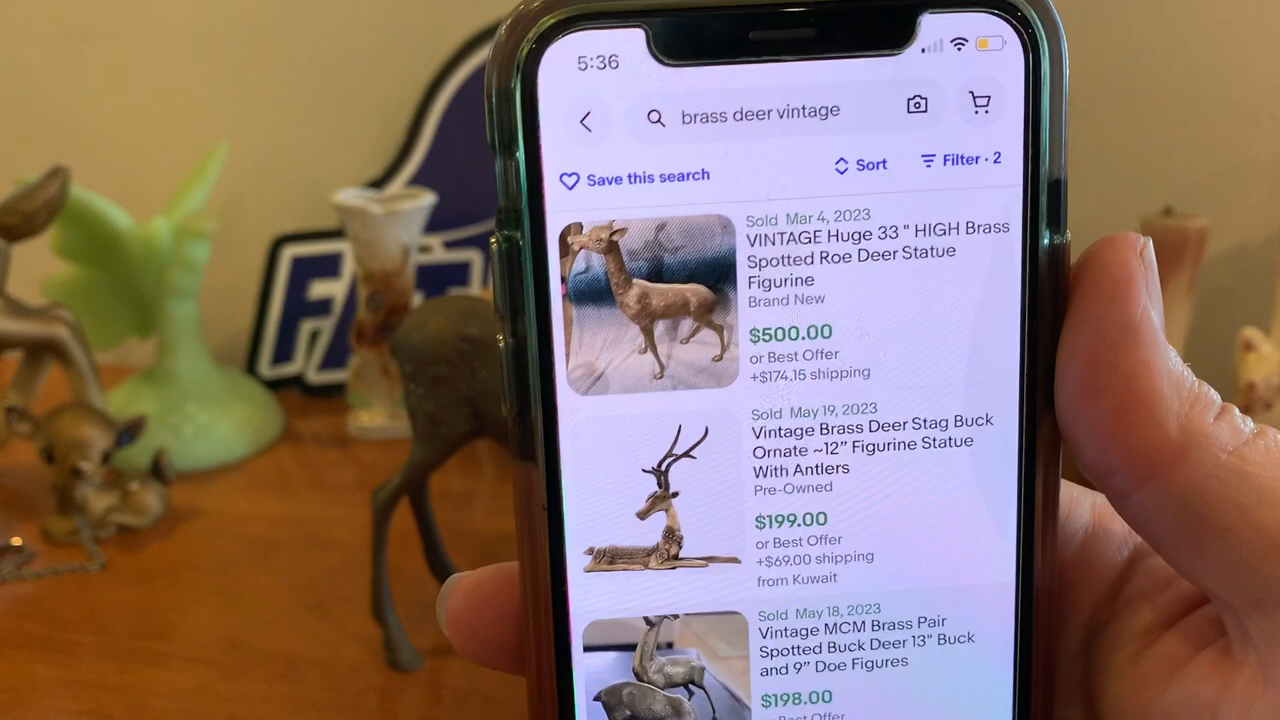 5:36
brass deer vintage
Save this search
Sort
Filter · 2
Sold Mar 4, 2023
VINTAGE Huge 33 " HIGH Brass
Spotted Roe Deer Statue
Figurine
Brand New
$500.00
or Best Offer
+$174.15 shipping
Sold May 19, 2023
Vintage Brass Deer Stag Buck
Ornate ~12” Figurine Statue
With Antlers
Pre-Owned
$199.00
or Best Offer
+$69.00 shipping
from Kuwait
Sold May 18, 2023
Vintage MCM Brass Pair
Spotted Buck Deer 13" Buck
and 9” Doe Figures
$198.00
or Best Offer